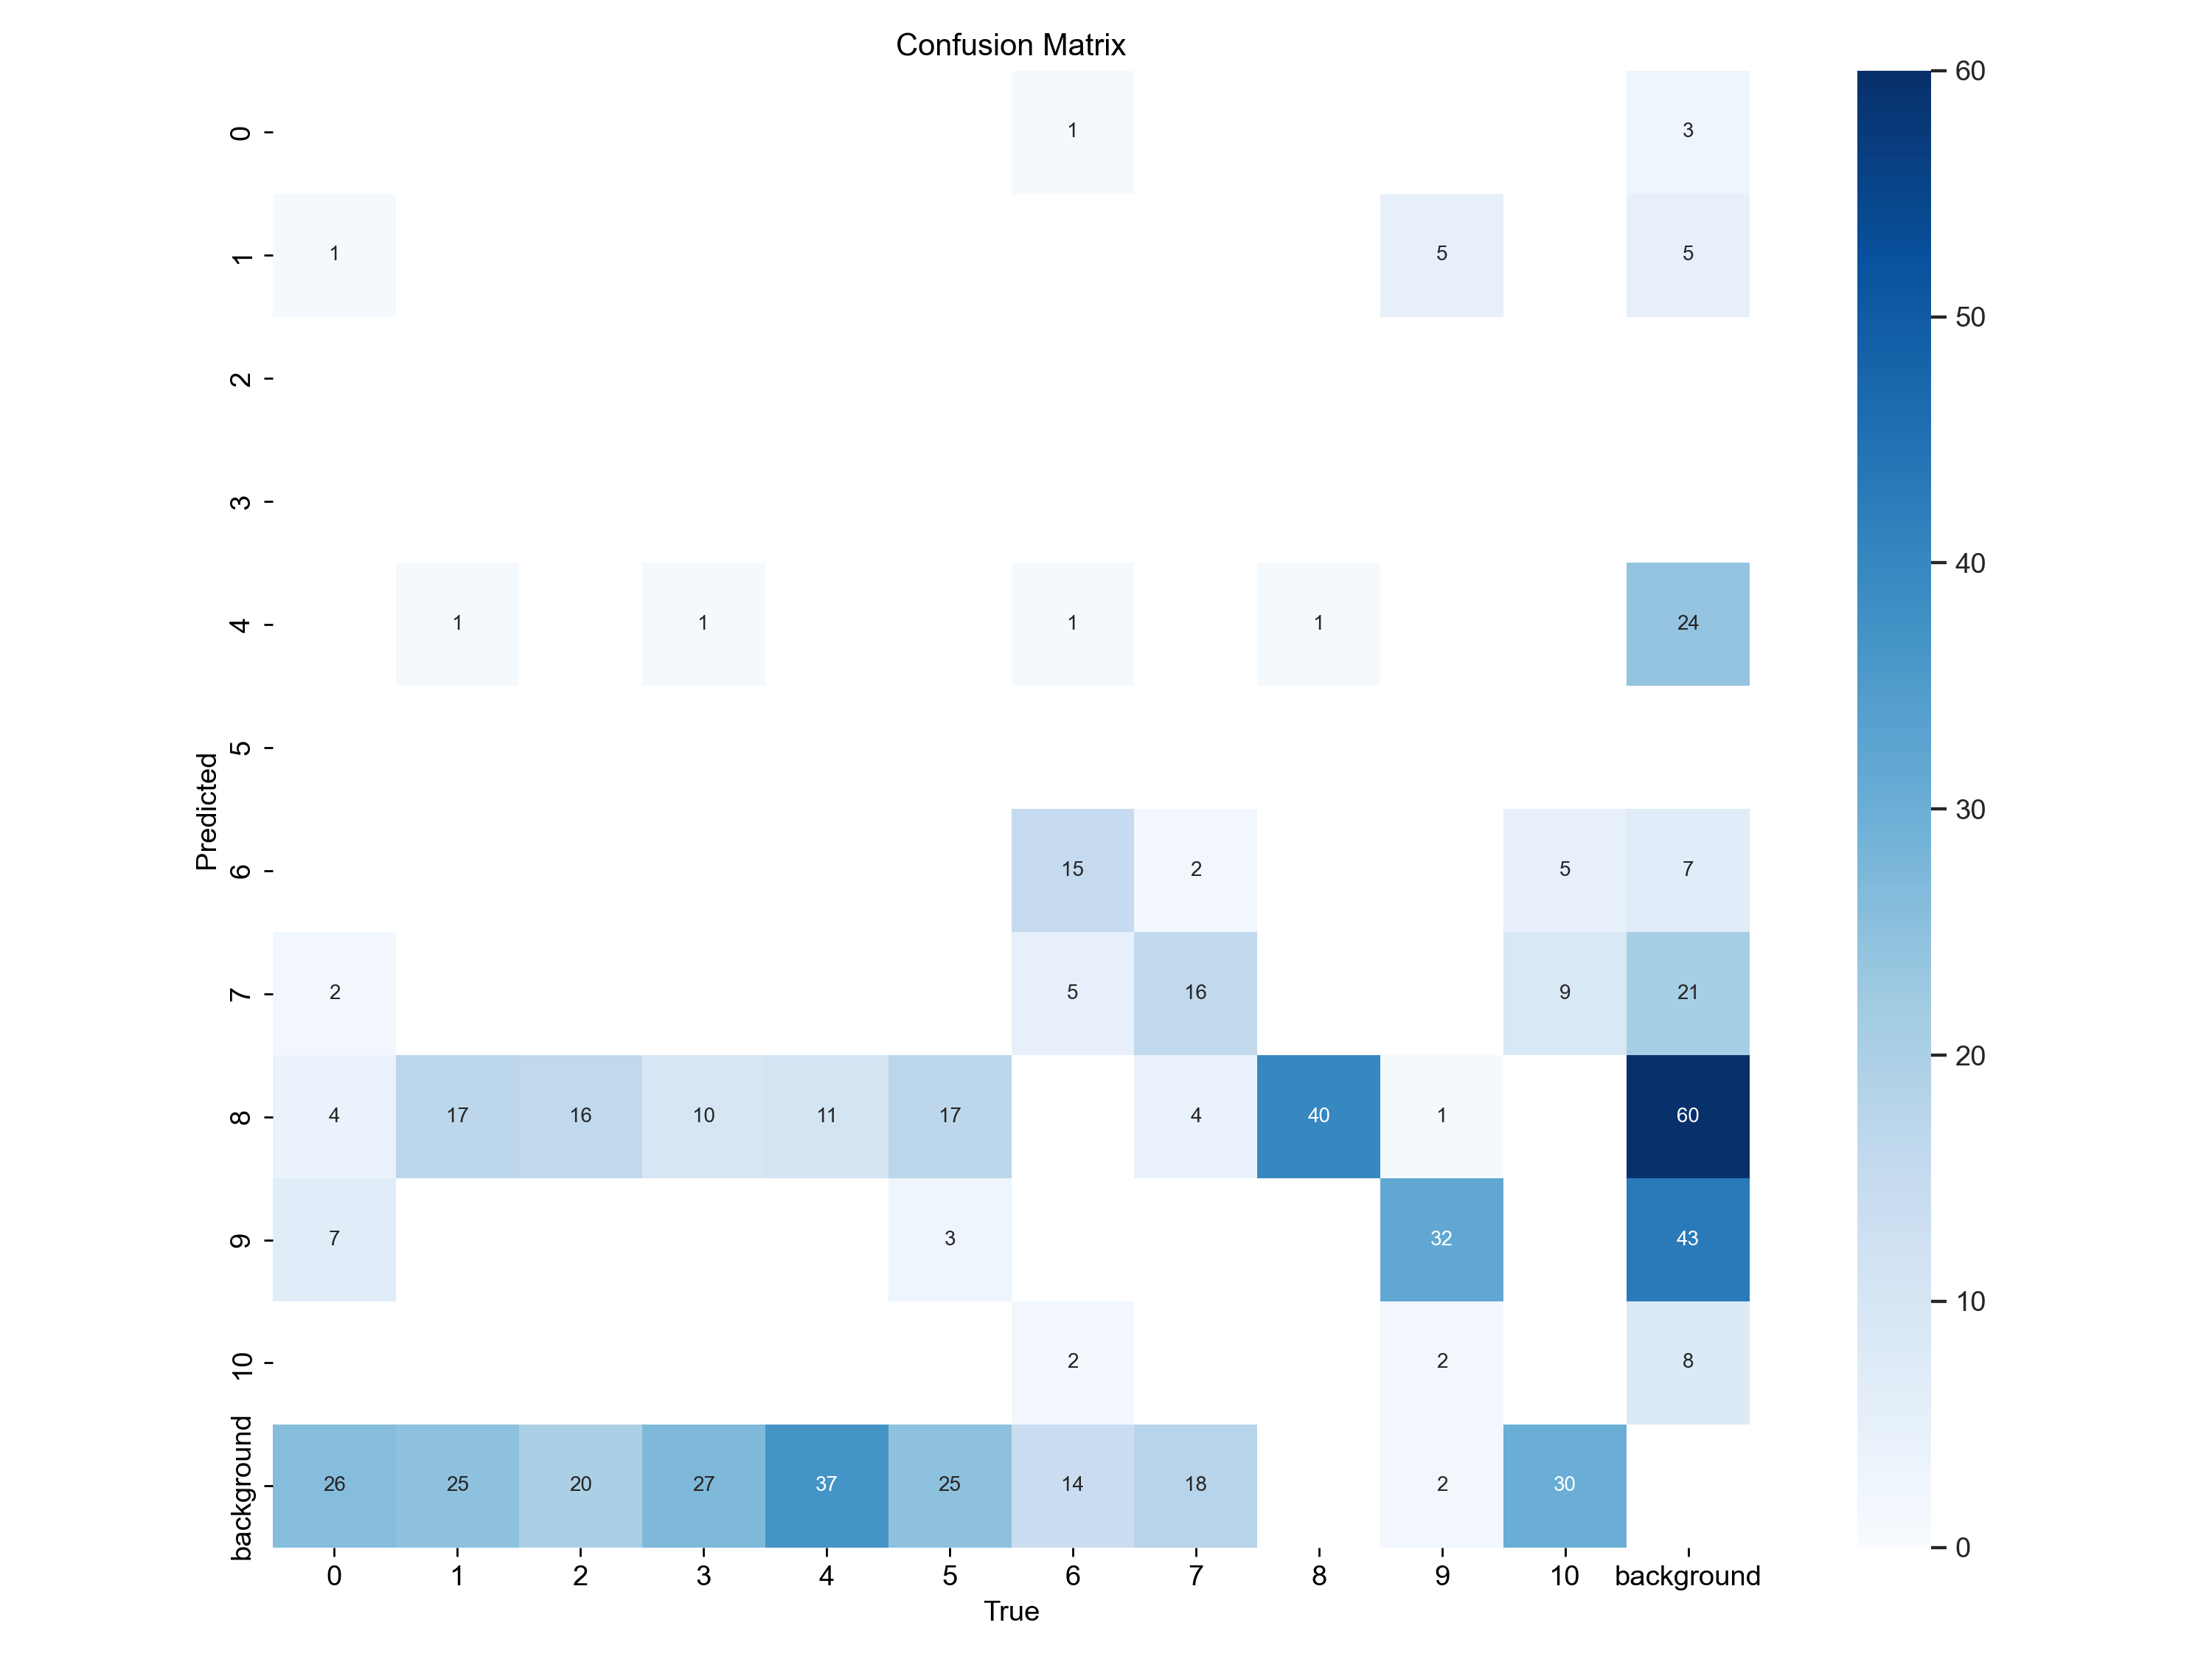 Confusion Matrix
0 1 3 60
1 1 5 5
50
2
3 40
4 1 1 1 1 24
5
30
6 15 2 5 7
7 2 5 16 9 21
20
8 4 17 16 10 11 17 4 40 1 60
9 7 3 32 43
10
10 2 2 8
background 26 25 20 27 37 25 14 18 2 30
0
0 1 2 3 4 5 6 7 8 9 10 background
True
Predicted